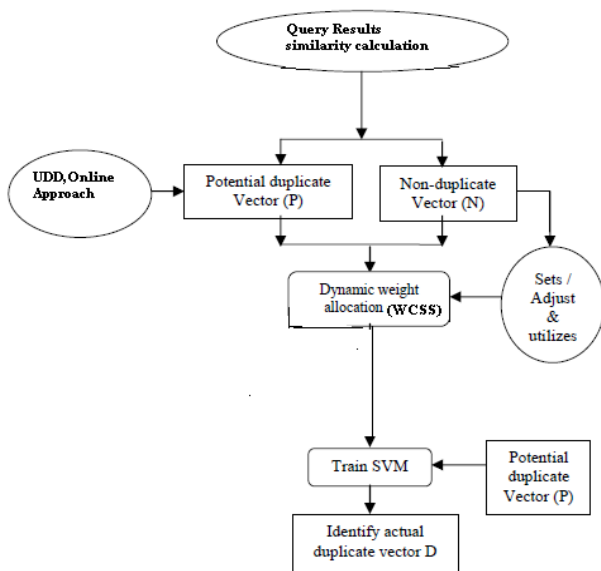 Query Results
similarity calculation
UDD, Online
Approach
Potential duplicate
Vector (P)
Non-duplicate
Vector (N)
Dynamic weight
allocation (WCSS)
Sets /
Adjust
&
utilizes
Train SVM
Potential
duplicate
Vector (P)
Identify actual
duplicate vector D